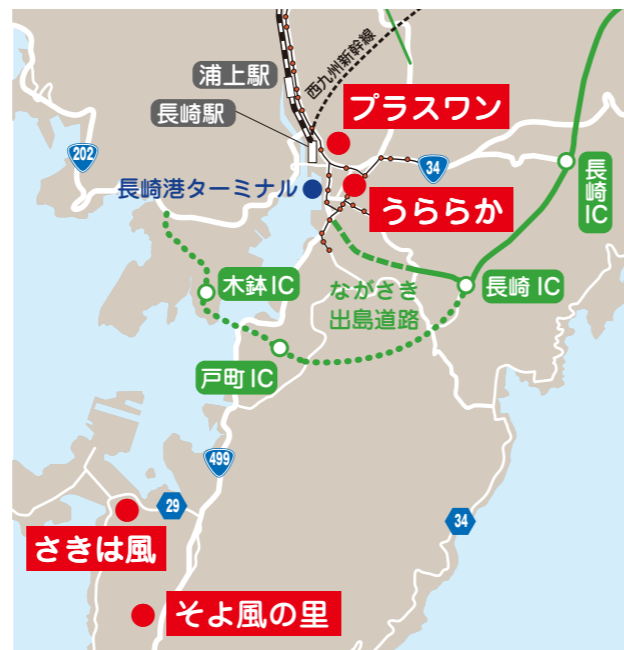 浦上駅
西九州新幹線
長崎駅
プラスワン
202
34
長崎IC
長崎港ターミナル
うららか
木鉢IC
ながさき
出島道路
長崎IC
戸町IC
499
29
34
さきは風
そよ風の里